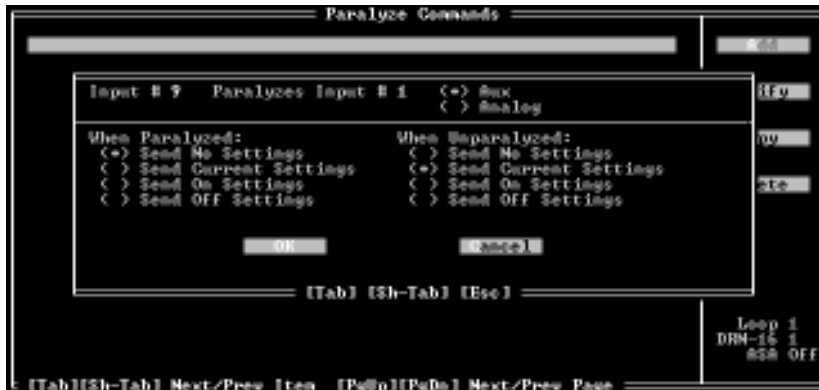 Paralyze Commands
Add
Input # 9 Paralyzes Input # 1 (•) Aux
( ) Analog
ify
When Paralyzed: When Unparalyzed:
(•) Send No Settings ( ) Send No Settings
( ) Send Current Settings (•) Send Current Settings
( ) Send On Settings ( ) Send On Settings
( ) Send Off Settings ( ) Send Off Settings
py
ete
OK Cancel
[Tab] [Sh-Tab] [Esc]
Loop 1
DRN-16 1
ASA OFF
[Tab][Sh-Tab] Next/Prev Item [PgUp][PgDn] Next/Prev Page